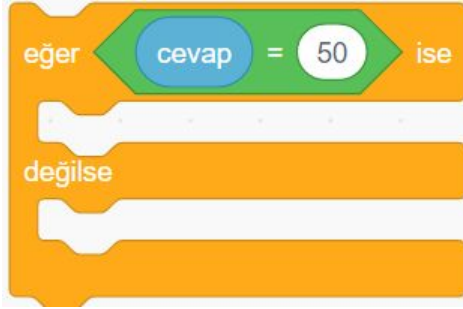 eğer cevap = 50 ise
değilse